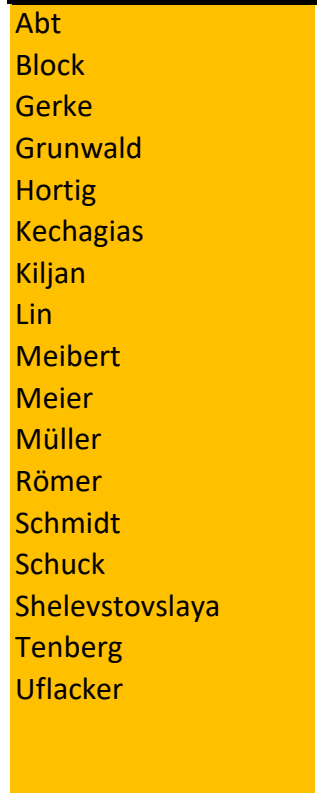 Abt
Block
Gerke
Grunwald
Hortig
Kechagias
Kiljan
Lin
Meibert
Meier
Müller
Römer
Schmidt
Schuck
Shelevstovslaya
Tenberg
Uflacker